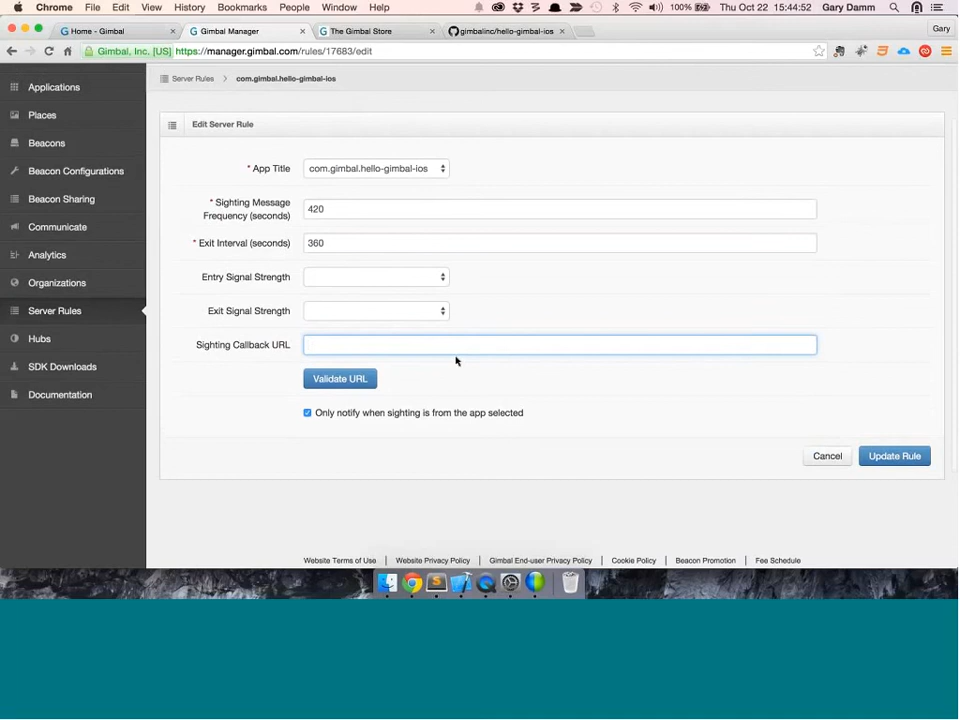 Chrome File Edit View History Bookmarks Window People Help 100% Thu Oct 22 14:44:52 Gary Damm
Home - Gimbal Gimbal Manager The Gimbal Store gimbalinc/hello-gimbal-ios Gary
Gimbal, Inc. [US] https://manager.gimbal.com/rules/17683/edit
Server Rules > com.gimbal.hello-gimbal-ios
Applications
Places
Beacons
Beacon Configurations
Beacon Sharing
Communicate
Analytics
Organizations
Server Rules
Hubs
SDK Downloads
Documentation
Edit Server Rule
* App Title com.gimbal.hello-gimbal-ios
* Sighting Message
Frequency (seconds) 420
* Exit Interval (seconds) 360
Entry Signal Strength
Exit Signal Strength
Sighting Callback URL
Validate URL
Only notify when sighting is from the app selected
Cancel Update Rule
Website Terms of Use | Website Privacy Policy | Gimbal End-user Privacy Policy | Cookie Policy | Beacon Promotion | Fee Schedule